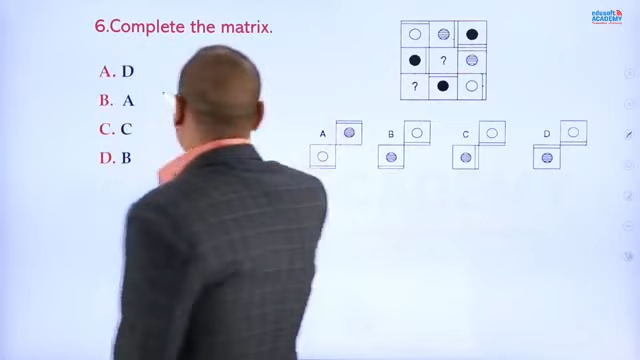 edusoft
ACADEMY
6.Complete the matrix.
A. D
B. A
C. C
D. B
?
?
A
B
C
D